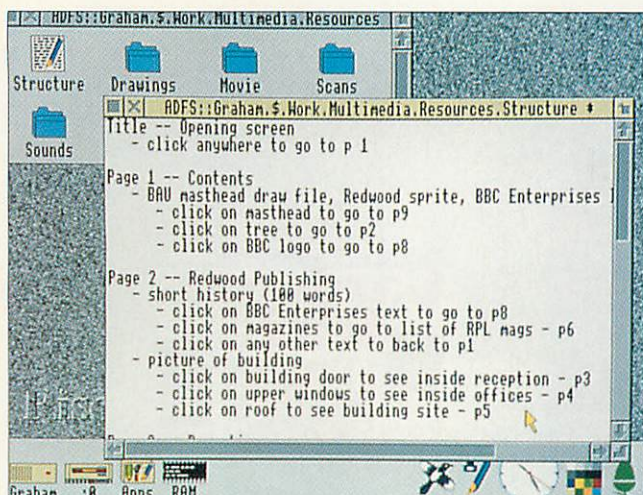 ADFS::Graham.$.Work.Multimedia.Resources
Structure Drawings Movie Scans
Sounds
ADFS::Graham.$.Work.Multimedia.Resources.Structure *
Title -- Opening screen
- click anywhere to go to p 1
Page 1 -- Contents
- BAU masthead draw file, Redwood sprite, BBC Enterprises
- click on masthead to go to p9
- click on tree to go to p2
- click on BBC logo to go to p8
Page 2 -- Redwood Publishing
- short history (100 words)
- click on BBC Enterprises text to go to p8
- click on magazines to go to list of RPL mags - p6
- click on any other text to back to p1
- picture of building
- click on building door to see inside reception - p3
- click on upper windows to see inside offices - p4
- click on roof to see building site - p5
Graham :0 Apps RAM